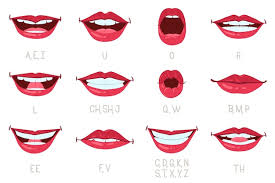 A,E,I
U
O
R
L
CH,SH,J
Q,W
B,M,P
EE
F,V
C,D,G,K,N
S,T,X,Y,Z
TH